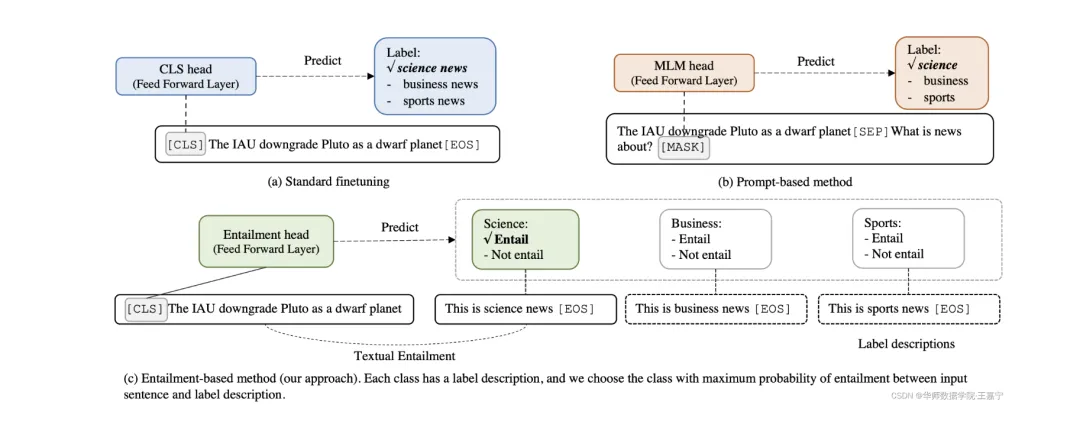 CLS head
(Feed Forward Layer)
Predict
Label:
√ science news
- business news
- sports news
[CLS] The IAU downgrade Pluto as a dwarf planet [EOS]
(a) Standard finetuning
MLM head
(Feed Forward Layer)
Predict
Label:
√ science
- business
- sports
The IAU downgrade Pluto as a dwarf planet [SEP] What is news
about? [MASK]
(b) Prompt-based method
Entailment head
(Feed Forward Layer)
Predict
Science:
√ Entail
- Not entail
Business:
- Entail
- Not entail
Sports:
- Entail
- Not entail
[CLS] The IAU downgrade Pluto as a dwarf planet
This is science news [EOS]
This is business news [EOS]
This is sports news [EOS]
Textual Entailment
Label descriptions
(c) Entailment-based method (our approach). Each class has a label description, and we choose the class with maximum probability of entailment between input
sentence and label description.
CSDN @华师数据学院·王嘉宁